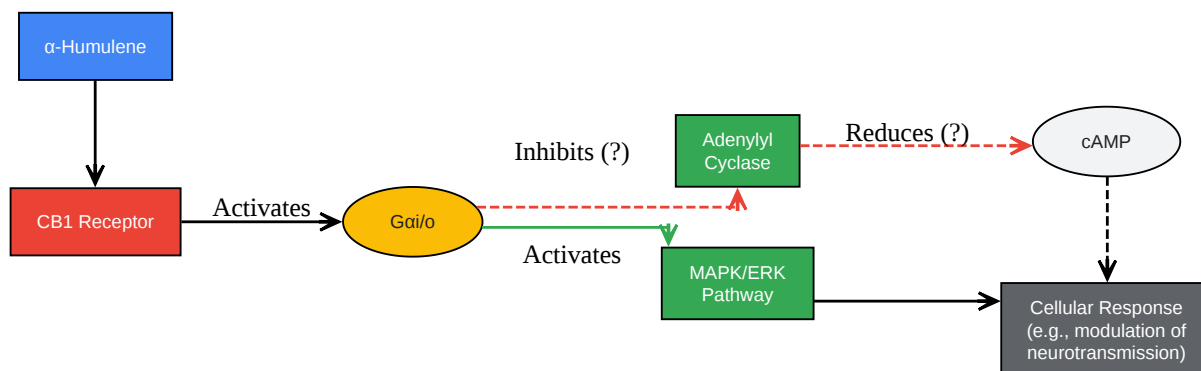 α-Humulene
CB1 Receptor
Activates
Gαi/o
Inhibits (?)
Activates
Adenylyl
Cyclase
Reduces (?)
cAMP
MAPK/ERK
Pathway
Cellular Response
(e.g., modulation of
neurotransmission)